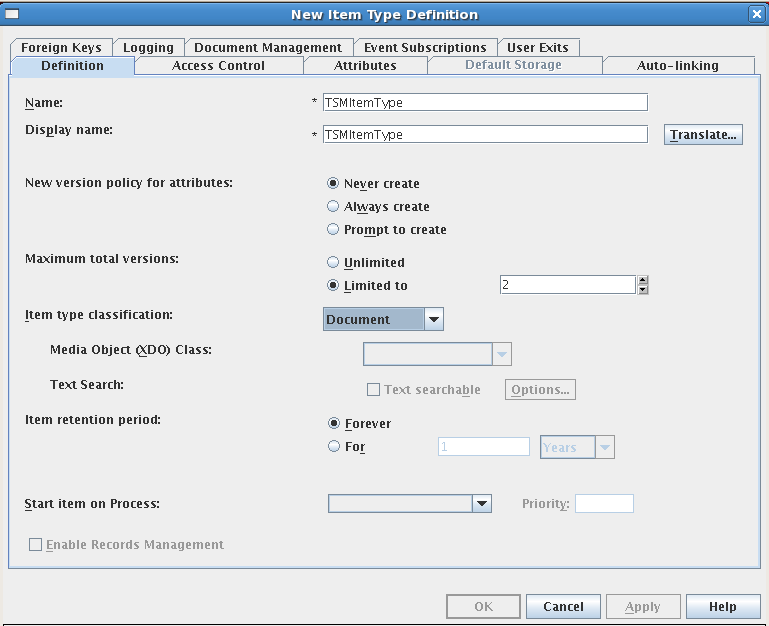 New Item Type Definition
Foreign Keys Logging Document Management Event Subscriptions User Exits
Definition Access Control Attributes Default Storage Auto-linking
Name: * TSMItemType
Display name: * TSMItemType Translate...
New version policy for attributes: Never create
Always create
Prompt to create
Maximum total versions: Unlimited
Limited to 2
Item type classification: Document
Media Object (XDO) Class:
Text Search: Text searchable Options...
Item retention period: Forever
For 1 Years
Start item on Process: Priority:
Enable Records Management
OK Cancel Apply Help